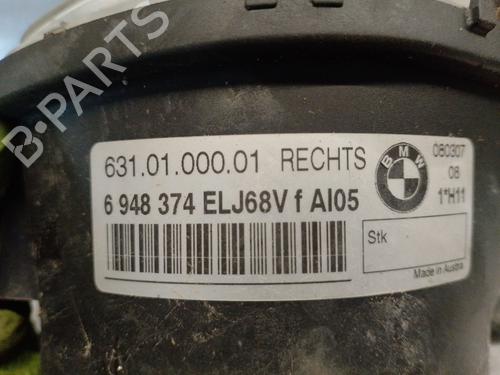 B-Parts
631.01.000.01 RECHTS
6 948 374 ELJ68V f AI05
BMW
080307
08
1*H11
Stk
Made in Austria